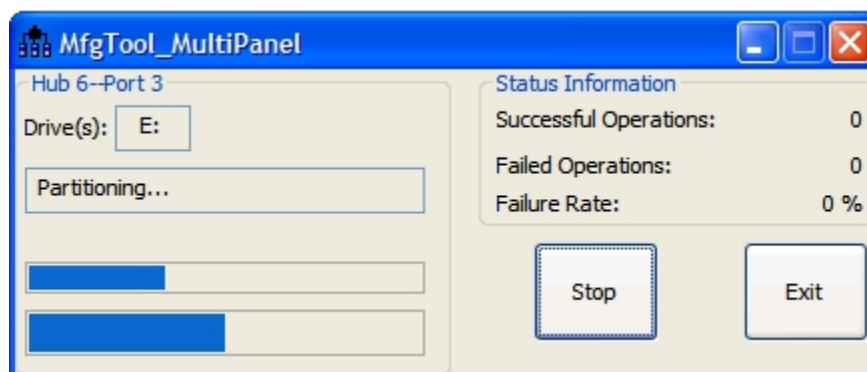 MfgTool_MultiPanel
Hub 6--Port 3
Drive(s): E:
Partitioning...
Status Information
Successful Operations: 0
Failed Operations: 0
Failure Rate: 0 %
Stop
Exit